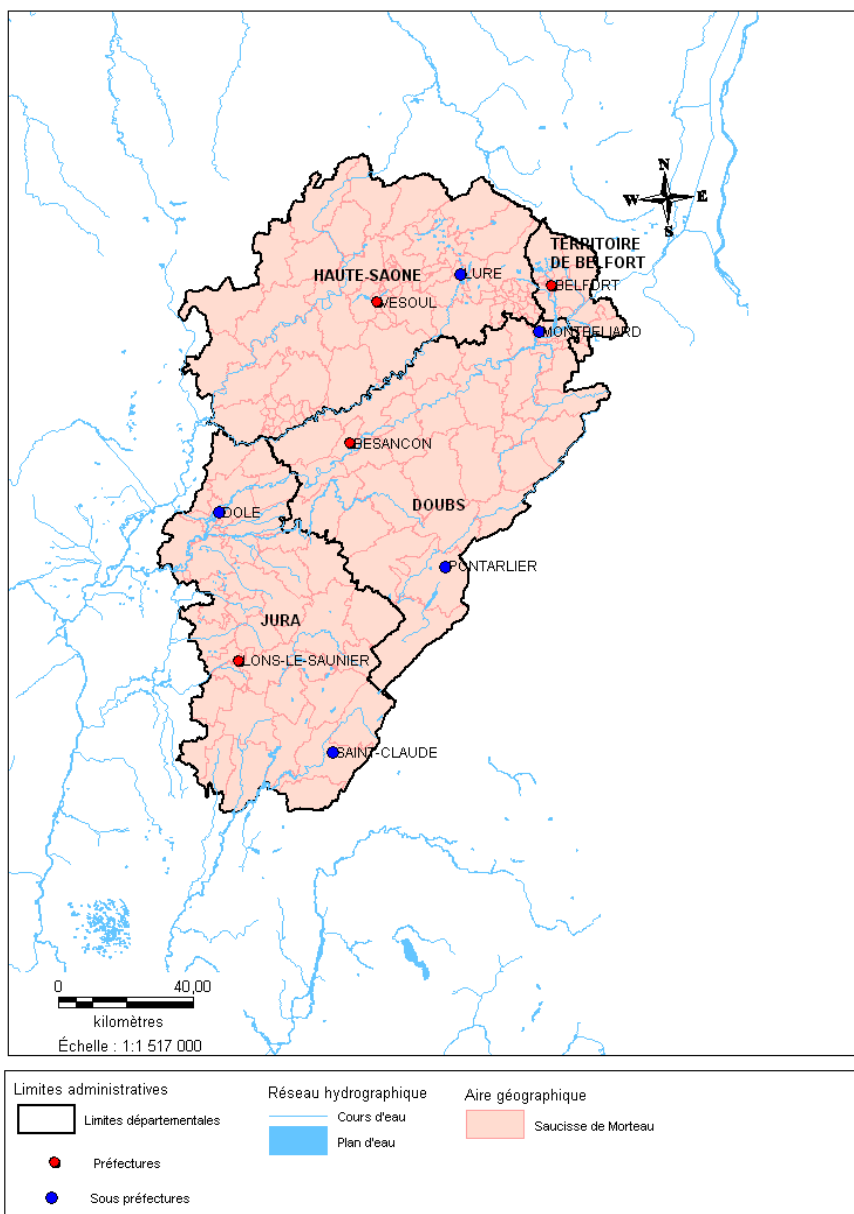 N
W E
S
TERRITOIRE
DE BELFORT
HAUTE-SAONE
LURE
BELFORT
VESOUL
MONTBELIARD
BESANCON
DOUBS
DOLE
PONTARLIER
JURA
LONS-LE-SAUNIER
SAINT-CLAUDE
0 40,00
kilomètres
Échelle : 1:1 517 000
Limites administratives
Limites départementales
Préfectures
Sous préfectures
Réseau hydrographique
Cours d'eau
Plan d'eau
Aire géographique
Saucisse de Morteau